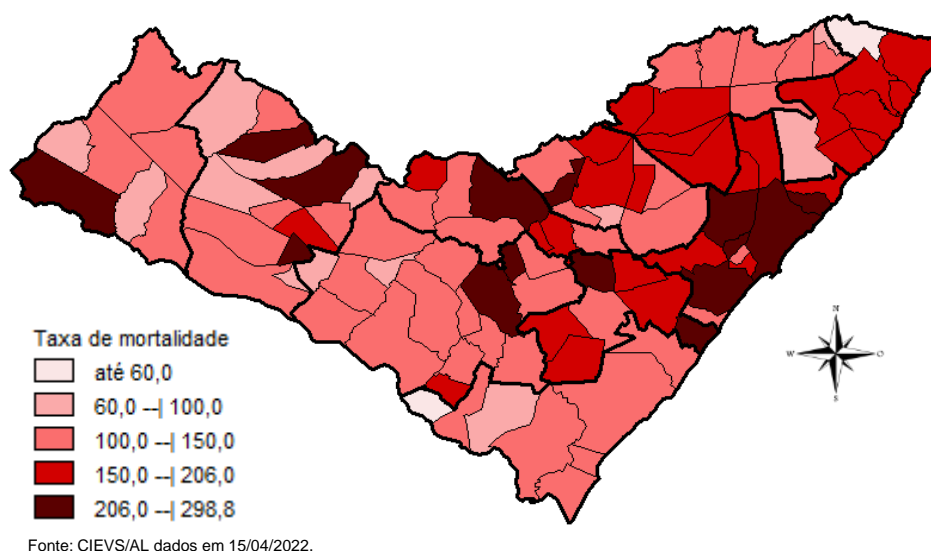 Taxa de mortalidade
até 60,0
60,0 --| 100,0
100,0 --| 150,0
150,0 --| 206,0
206,0 --| 298,8
N
W
O
S
Fonte: CIEVS/AL dados em 15/04/2022.